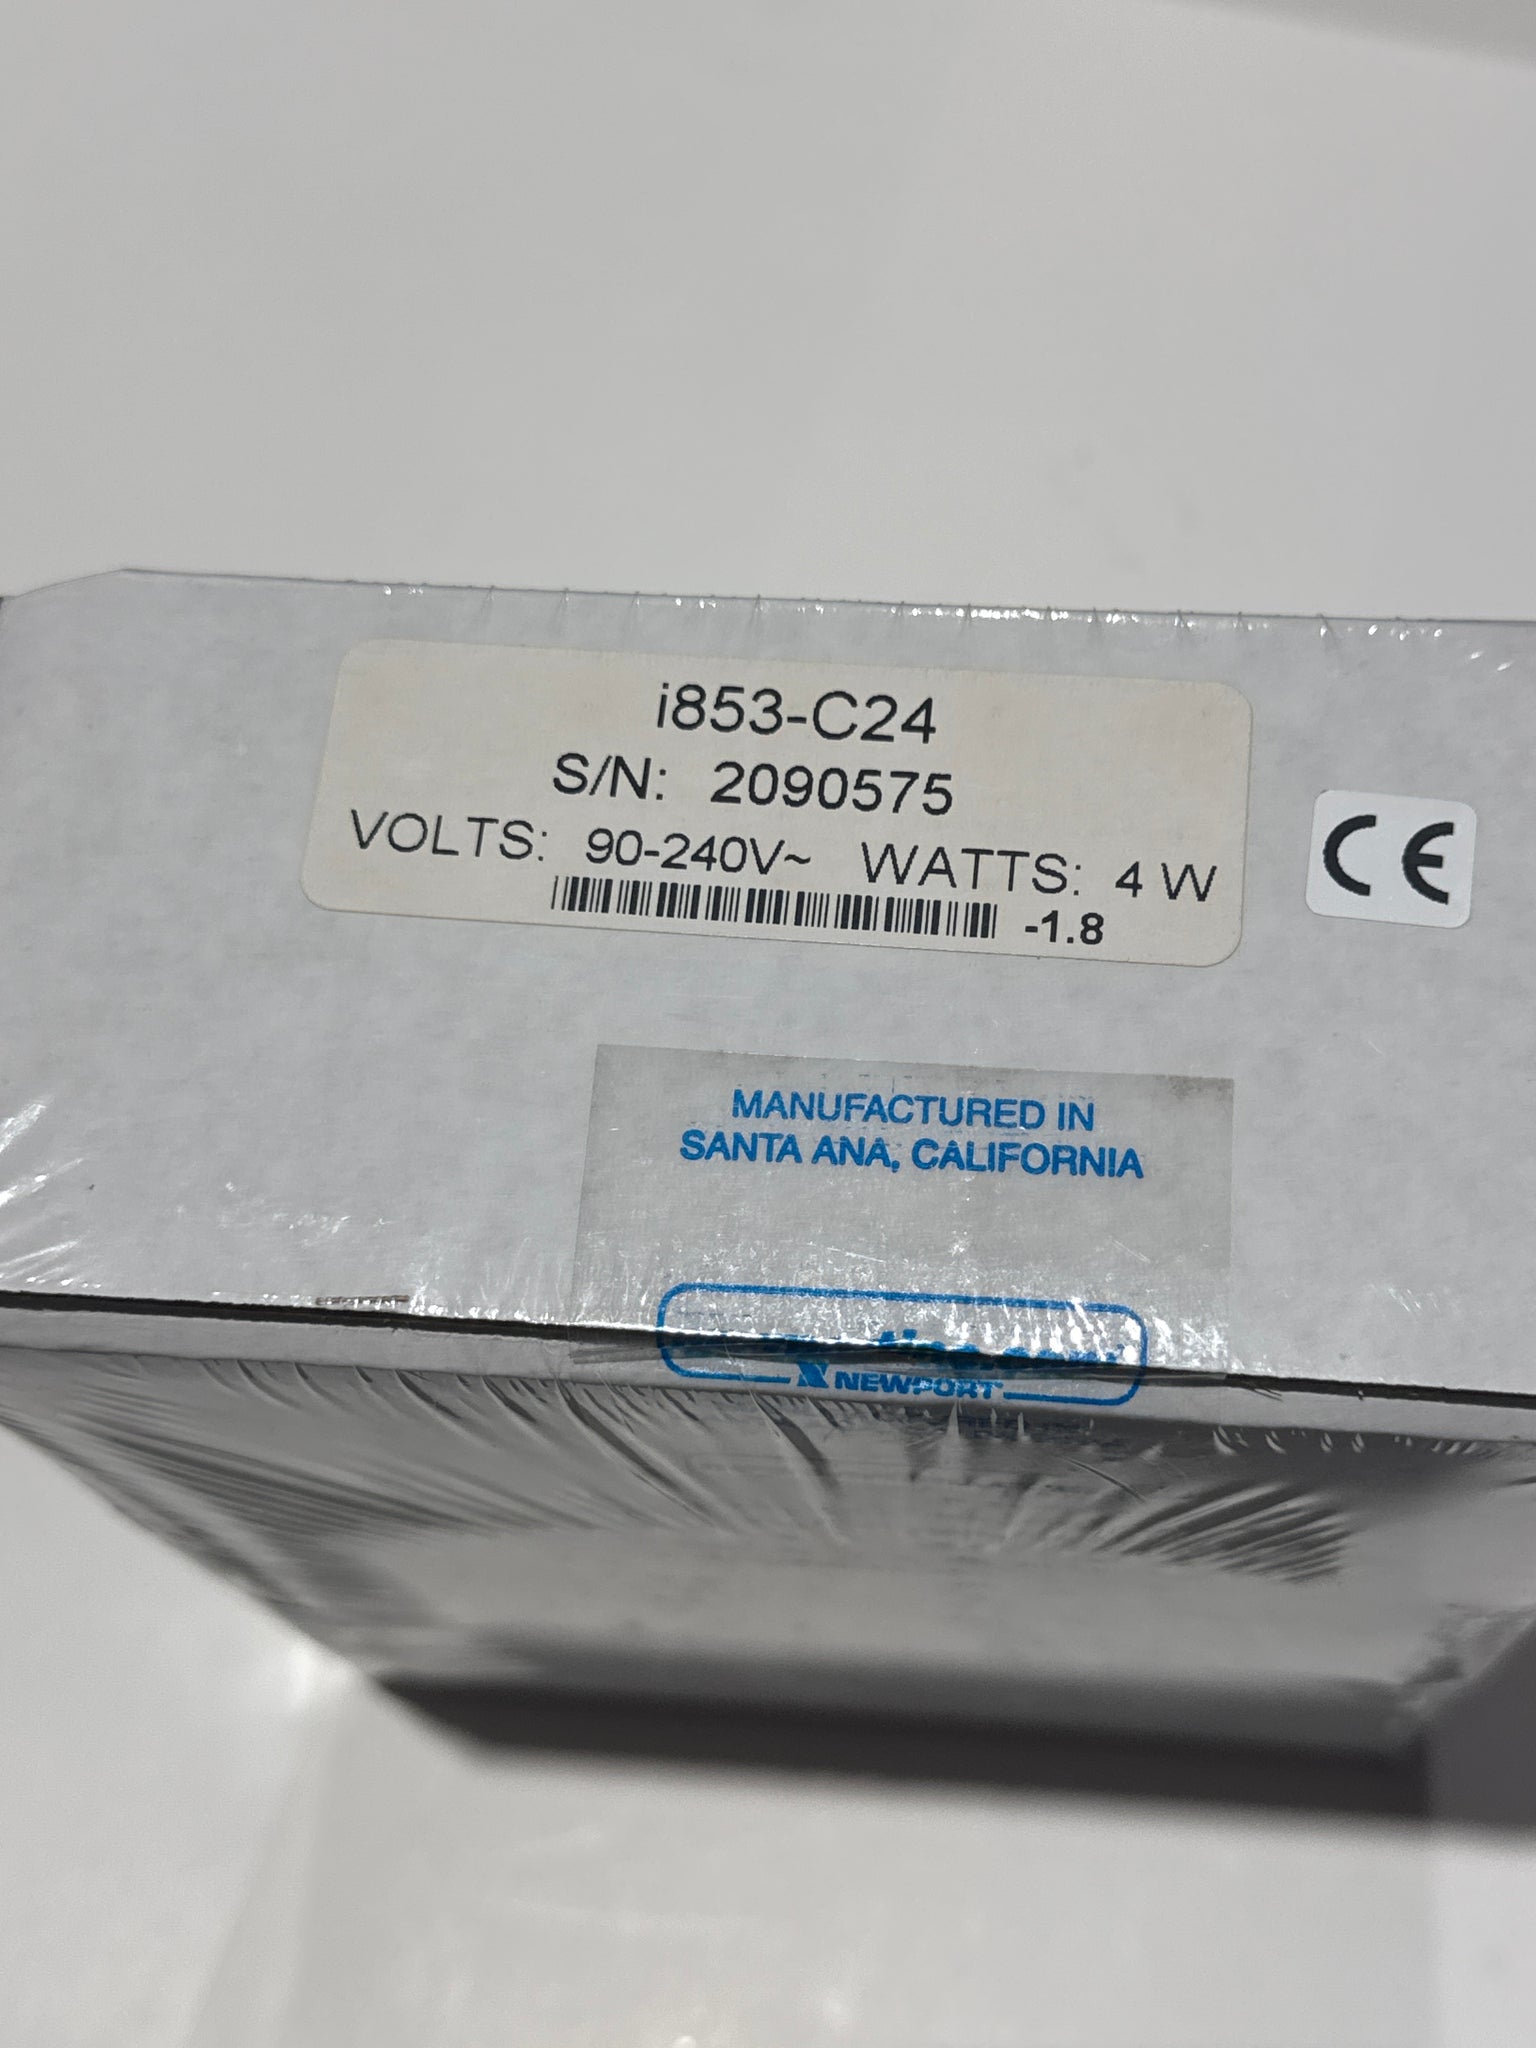 i853-C24
S/N: 2090575
VOLTS: 90-240V~ WATTS: 4 W
-1.8
CE
MANUFACTURED IN
SANTA ANA, CALIFORNIA
NEWPORT